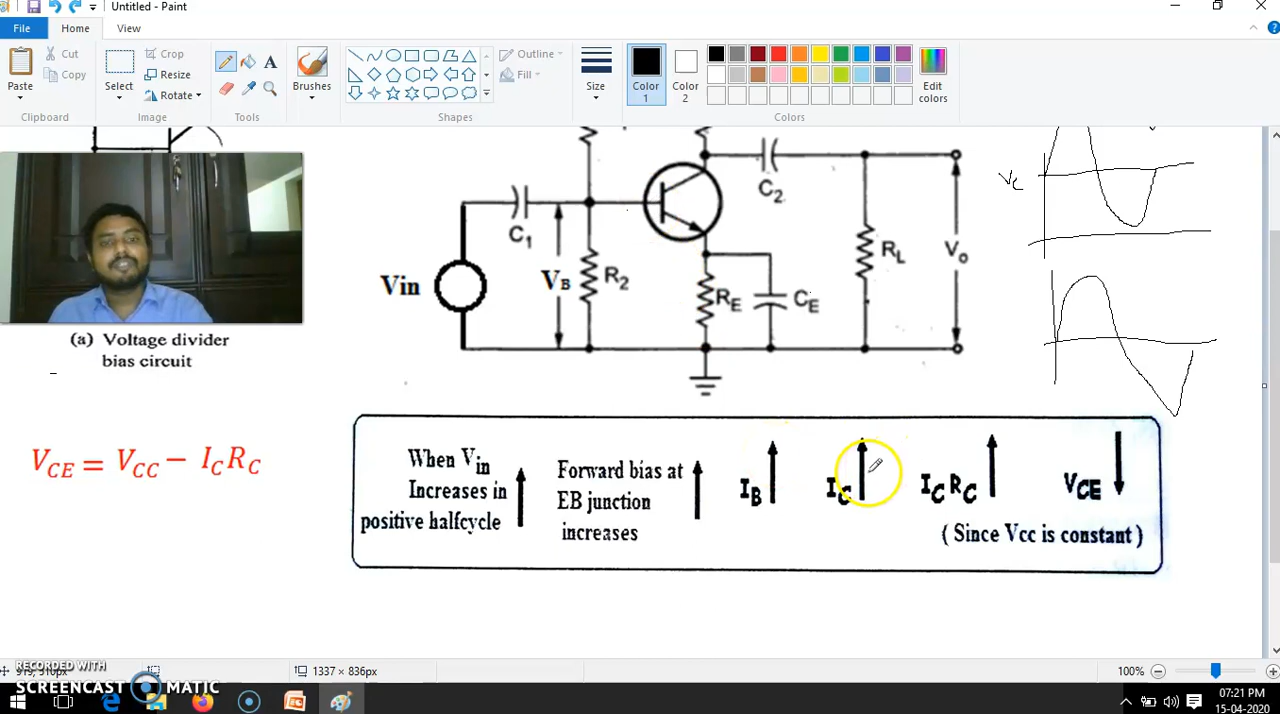 Untitled - Paint
File
Home
View
Paste
Cut
Copy
Clipboard
Select
Crop
Resize
Rotate
Image
Tools
Brushes
Shapes
Outline
Fill
Size
Color 1
Color 2
Edit colors
Colors
C1
Vin
VB
R2
RE
CE
C2
RL
Vo
Vc
(a) Voltage divider
bias circuit
VCE = VCC − ICRC
When Vin
Increases in
positive halfcycle
Forward bias at
EB junction
increases
IB
IC
IC RC
VCE
( Since Vcc is constant )
1337 × 836px
100%
RECORDED WITH
SCREENCAST MATIC
07:21 PM
15-04-2020